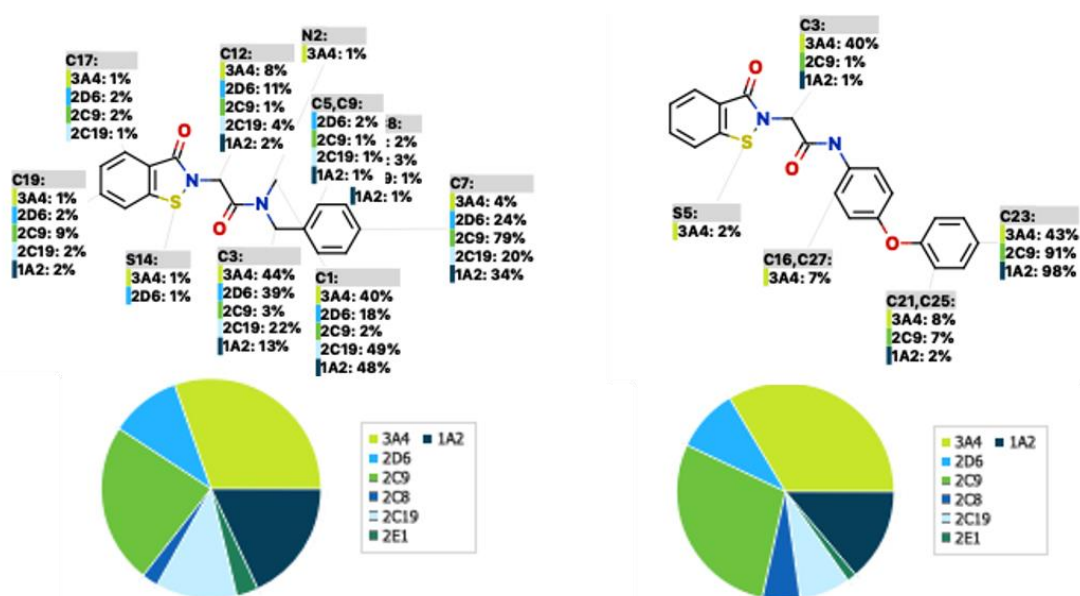 C17:
3A4: 1%
2D6: 2%
2C9: 2%
2C19: 1%
C12:
3A4: 8%
2D6: 11%
2C9: 1%
2C19: 4%
1A2: 2%
N2:
3A4: 1%
C5,C9:
2D6: 2%
2C9: 1%
2C19: 1%
1A2: 1%
8:
: 2%
: 3%
9: 1%
1A2: 1%
C19:
3A4: 1%
2D6: 2%
2C9: 9%
2C19: 2%
1A2: 2%
O
N
S
O
N
C7:
3A4: 4%
2D6: 24%
2C9: 79%
2C19: 20%
1A2: 34%
S14:
3A4: 1%
2D6: 1%
C3:
3A4: 44%
2D6: 39%
2C9: 3%
2C19: 22%
1A2: 13%
C1:
3A4: 40%
2D6: 18%
2C9: 2%
2C19: 49%
1A2: 48%
3A4 1A2
2D6
2C9
2C8
2C19
2E1
C3:
3A4: 40%
2C9: 1%
1A2: 1%
O
N
S
O
N
O
S5:
3A4: 2%
C16,C27:
3A4: 7%
C23:
3A4: 43%
2C9: 91%
1A2: 98%
C21,C25:
3A4: 8%
2C9: 7%
1A2: 2%
3A4 1A2
2D6
2C9
2C8
2C19
2E1